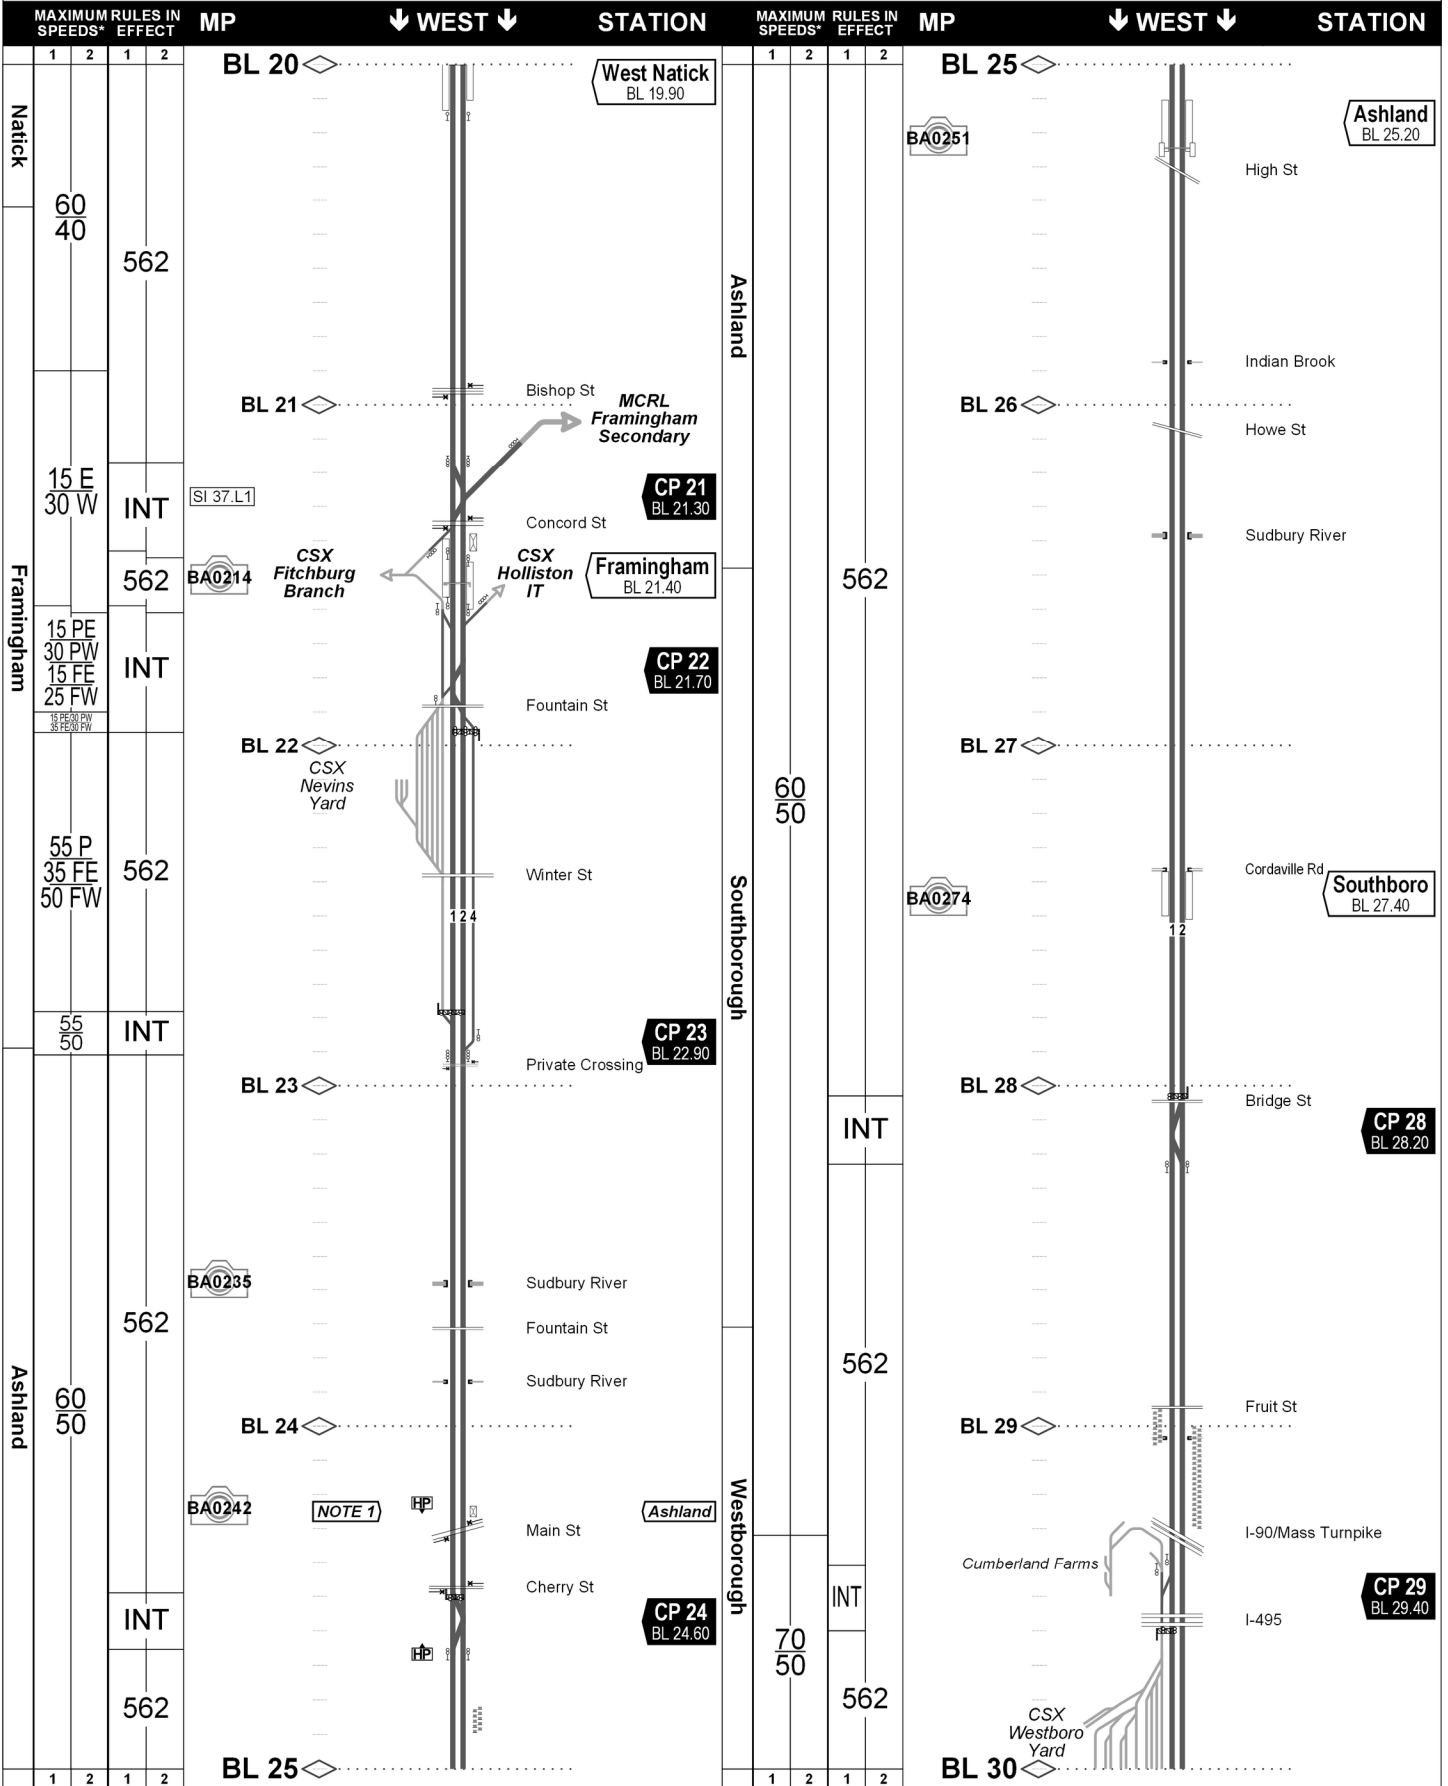 MAXIMUM SPEEDS* RULES IN EFFECT MP WEST STATION
1 2 1 2
BL 20
West Natick
BL 19.90
Natick
60
40
562
Bishop St
BL 21
MCRL
Framingham
Secondary
15 E
30 W
INT
SI 37.L1
CP 21
BL 21.30
Concord St
Framingham
562
BA0214
CSX
Fitchburg
Branch
CSX
Holliston
IT
Framingham
BL 21.40
15 PE
30 PW
15 FE
25 FW
INT
CP 22
BL 21.70
Fountain St
15 PE/30 PW
35 FE/30 FW
BL 22
CSX
Nevins
Yard
55 P
35 FE
50 FW
562
Winter St
1 2 4
55
50
INT
CP 23
BL 22.90
Private Crossing
BL 23
BA0235
Sudbury River
562
Fountain St
Ashland
60
50
Sudbury River
BL 24
BA0242
NOTE 1
HP
Ashland
Main St
Cherry St
INT
CP 24
BL 24.60
HP
562
BL 25
1 2 1 2
MAXIMUM SPEEDS* RULES IN EFFECT MP WEST STATION
1 2 1 2
BL 25
BA0251
Ashland
BL 25.20
High St
Ashland
Indian Brook
BL 26
Howe St
Sudbury River
562
BL 27
60
50
Cordaville Rd
BA0274
Southboro
BL 27.40
Southborough
1 2
BL 28
Bridge St
INT
CP 28
BL 28.20
562
Fruit St
BL 29
Westborough
I-90/Mass Turnpike
Cumberland Farms
INT
CP 29
BL 29.40
I-495
70
50
562
CSX
Westboro
Yard
BL 30
1 2 1 2